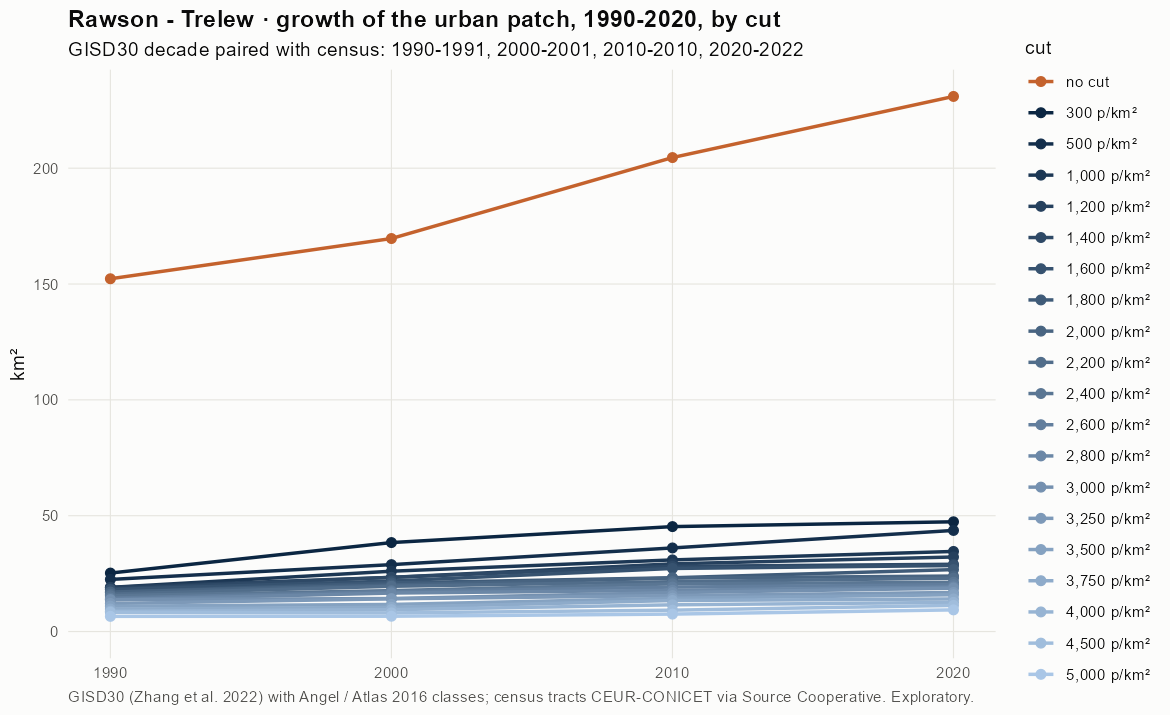 Rawson - Trelew · growth of the urban patch, 1990-2020, by cut
GISD30 decade paired with census: 1990-1991, 2000-2001, 2010-2010, 2020-2022
cut
no cut
300 p/km²
500 p/km²
1,000 p/km²
1,200 p/km²
1,400 p/km²
1,600 p/km²
1,800 p/km²
2,000 p/km²
2,200 p/km²
2,400 p/km²
2,600 p/km²
2,800 p/km²
3,000 p/km²
3,250 p/km²
3,500 p/km²
3,750 p/km²
4,000 p/km²
4,500 p/km²
5,000 p/km²
km²
200
150
100
50
0
1990
2000
2010
2020
GISD30 (Zhang et al. 2022) with Angel / Atlas 2016 classes; census tracts CEUR-CONICET via Source Cooperative. Exploratory.